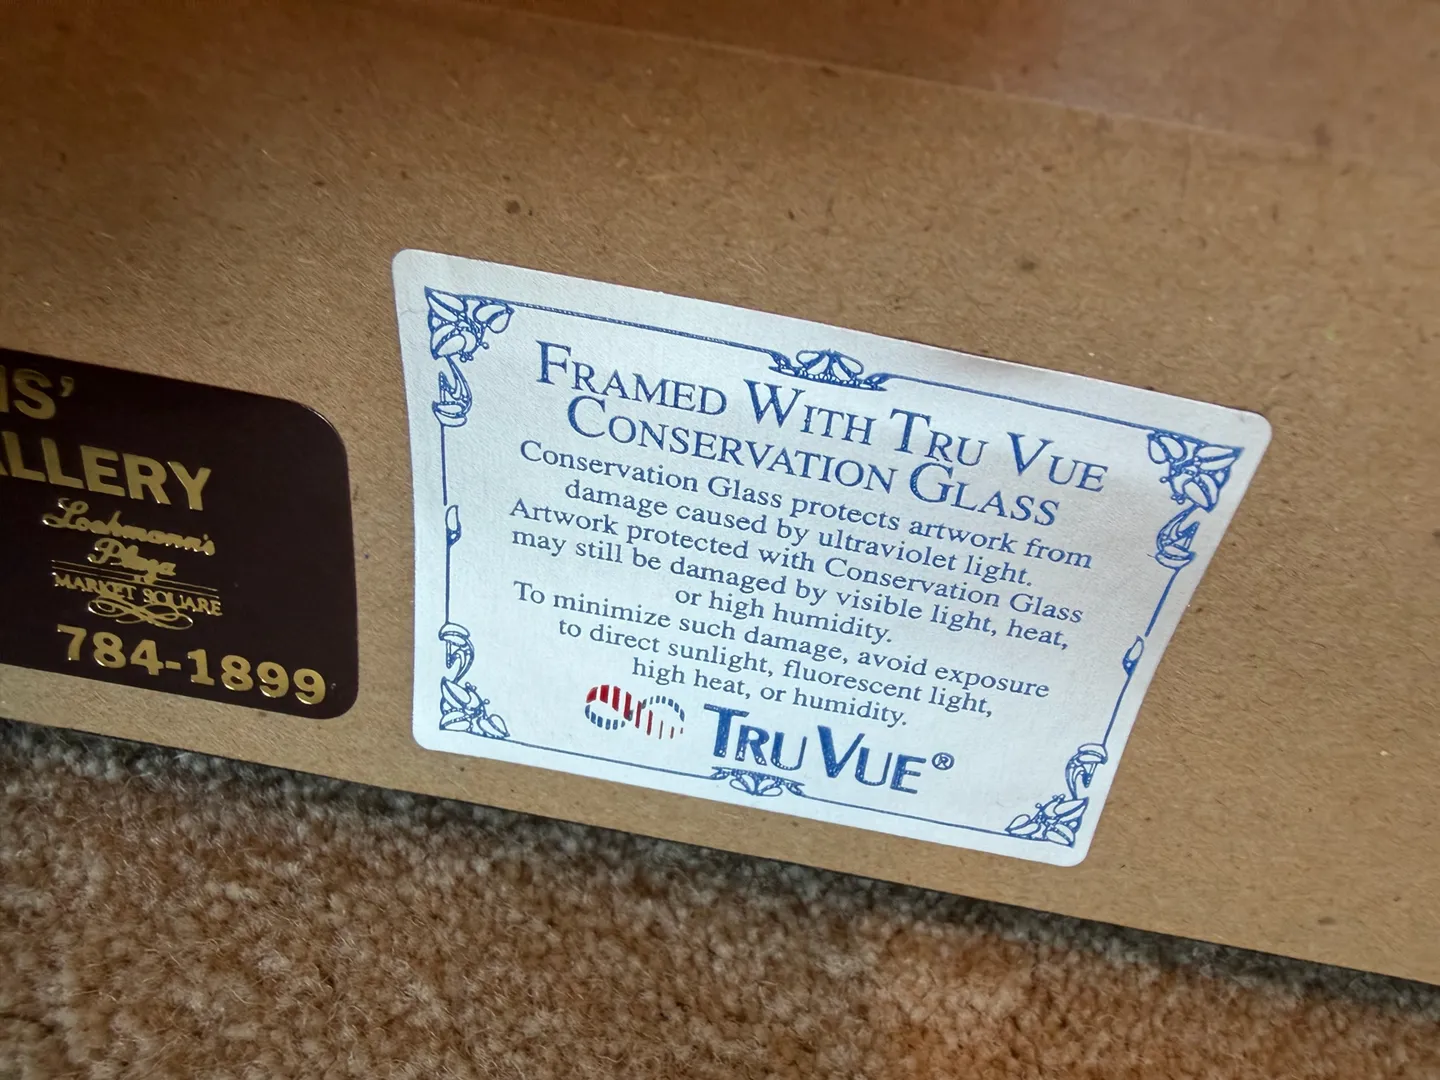 IS'
ALLERY
Lochmann's
Plaza
MARKET SQUARE
784-1899
FRAMED WITH TRU VUE
CONSERVATION GLASS
Conservation Glass protects artwork from
damage caused by ultraviolet light.
Artwork protected with Conservation Glass
may still be damaged by visible light, heat,
or high humidity.
To minimize such damage, avoid exposure
to direct sunlight, fluorescent light,
high heat, or humidity.
TRU VUE®